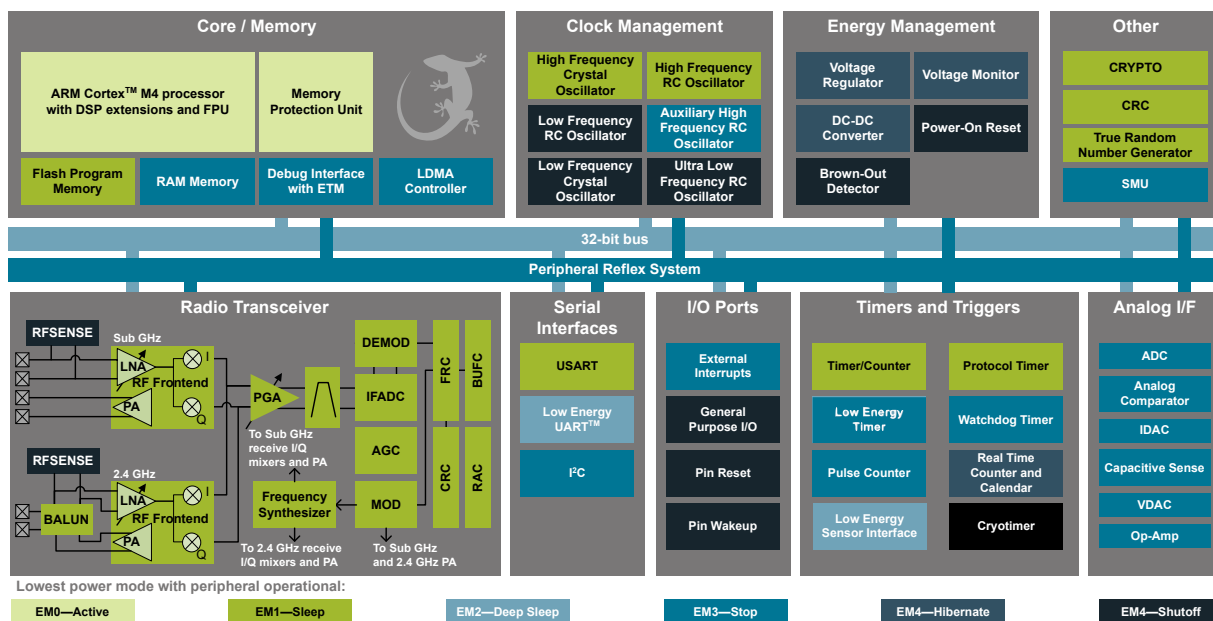 Core / Memory
ARM Cortex™ M4 processor
with DSP extensions and FPU
Memory
Protection Unit
Flash Program
Memory
RAM Memory
Debug Interface
with ETM
LDMA
Controller
Clock Management
High Frequency
Crystal
Oscillator
High Frequency
RC Oscillator
Low Frequency
RC Oscillator
Auxiliary High
Frequency RC
Oscillator
Low Frequency
Crystal
Oscillator
Ultra Low
Frequency RC
Oscillator
Energy Management
Voltage
Regulator
Voltage Monitor
DC-DC
Converter
Power-On Reset
Brown-Out
Detector
Other
CRYPTO
CRC
True Random
Number Generator
SMU
32-bit bus
Peripheral Reflex System
Radio Transceiver
RFSENSE
Sub GHz
LNA
RF Frontend
PA
I
Q
PGA
To Sub GHz
receive I/Q
mixers and PA
DEMOD
IFADC
AGC
MOD
FRC
BUFC
CRC
RAC
RFSENSE
2.4 GHz
LNA
RF Frontend
BALUN
PA
I
Q
Frequency
Synthesizer
To 2.4 GHz receive
I/Q mixers and PA
To Sub GHz
and 2.4 GHz PA
Serial
Interfaces
USART
Low Energy
UART™
I²C
I/O Ports
External
Interrupts
General
Purpose I/O
Pin Reset
Pin Wakeup
Timers and Triggers
Timer/Counter
Protocol Timer
Low Energy
Timer
Watchdog Timer
Pulse Counter
Real Time
Counter and
Calendar
Low Energy
Sensor Interface
Cryotimer
Analog I/F
ADC
Analog
Comparator
IDAC
Capacitive Sense
VDAC
Op-Amp
Lowest power mode with peripheral operational:
EM0—Active
EM1—Sleep
EM2—Deep Sleep
EM3—Stop
EM4—Hibernate
EM4—Shutoff